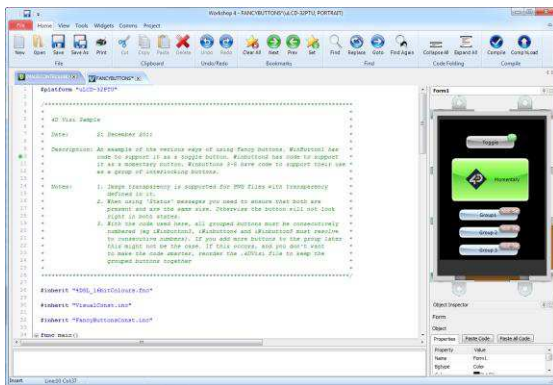 Workshop 4 - FANCYBUTTONS*(uLCD-32PTU, PORTRAIT)
File Home View Tools Widgets Comms Project
New Open Save Save As Print Cut Copy Paste Delete Undo Redo Clear All Next Prev Set Find Replace Goto Find Again Collapse All Expand All Compile Comp'nLoad
File Clipboard Undo/Redo Bookmarks Find Code Folding Compile
FANCYBUTTONS* Form1
#platform "uLCD-32PTU"
4D Visi Sample
Date: December
Description: An example of the various ways of using Fancy buttons. Winbutton1 has
code to support it as a toggle button. Winbutton2 has code to support
it as a momentary button. Winbuttons 3-5 have code to support their use
as a group of interlocking buttons.
Notes: 1. Image transparency is supported for PNG files with transparency
defined in it.
2. When using 'Status' messages you need to ensure that both are
present and are the same size. Otherwise the button will not look
right in both states.
3. With the code used here, all grouped buttons must be consecutively
numbered (eg iWinbutton3, iWinbutton4 and iWinbutton5 must resolve
to consecutive numbers). If you add more buttons to the group later
this might not be the case. If this occurs, and you don't want
to make the code smarter, reorder the .4DVisi file to keep the
grouped buttons together
#inherit "4DGL_16bitColours.fnc"
#inherit "VisualConst.inc"
#inherit "FancyButtonsConst.inc"
func main()
Toggle
4D Momentary
Group1
Group 2
Group 3
Object Inspector
Form
Object
Properties Paste Code Paste all Code
Property Value
Name Form1
Bgtype Color
Insert